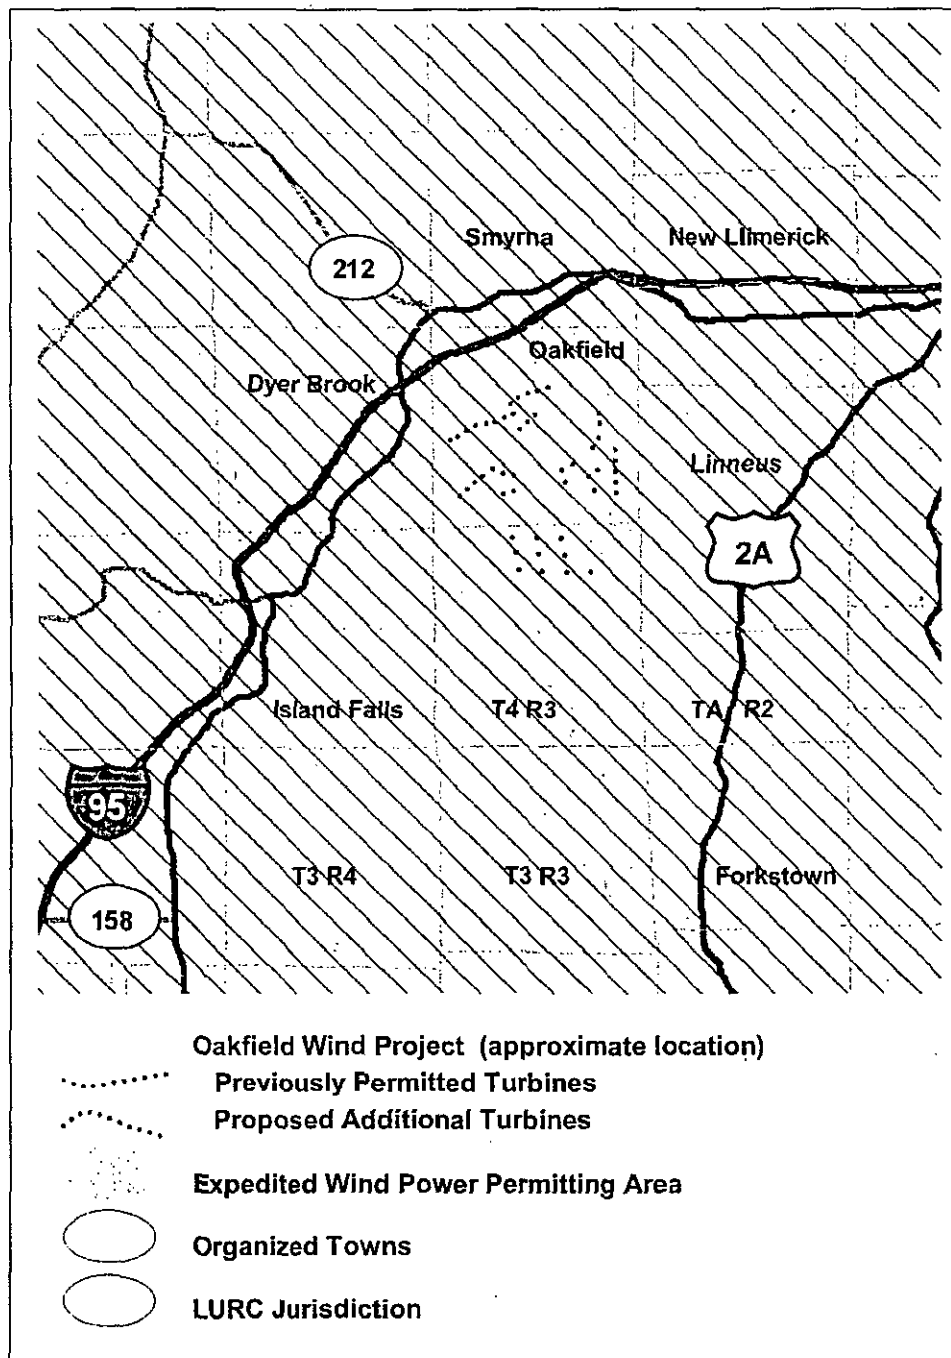 Smyrna
New Llimerick
212
Oakfield
Dyer Brook
Linneus
2A
Island Falls
T4 R3
TA R2
95
T3 R4
T3 R3
Forkstown
158
Oakfield Wind Project (approximate location)
Previously Permitted Turbines
Proposed Additional Turbines
Expedited Wind Power Permitting Area
Organized Towns
LURC Jurisdiction